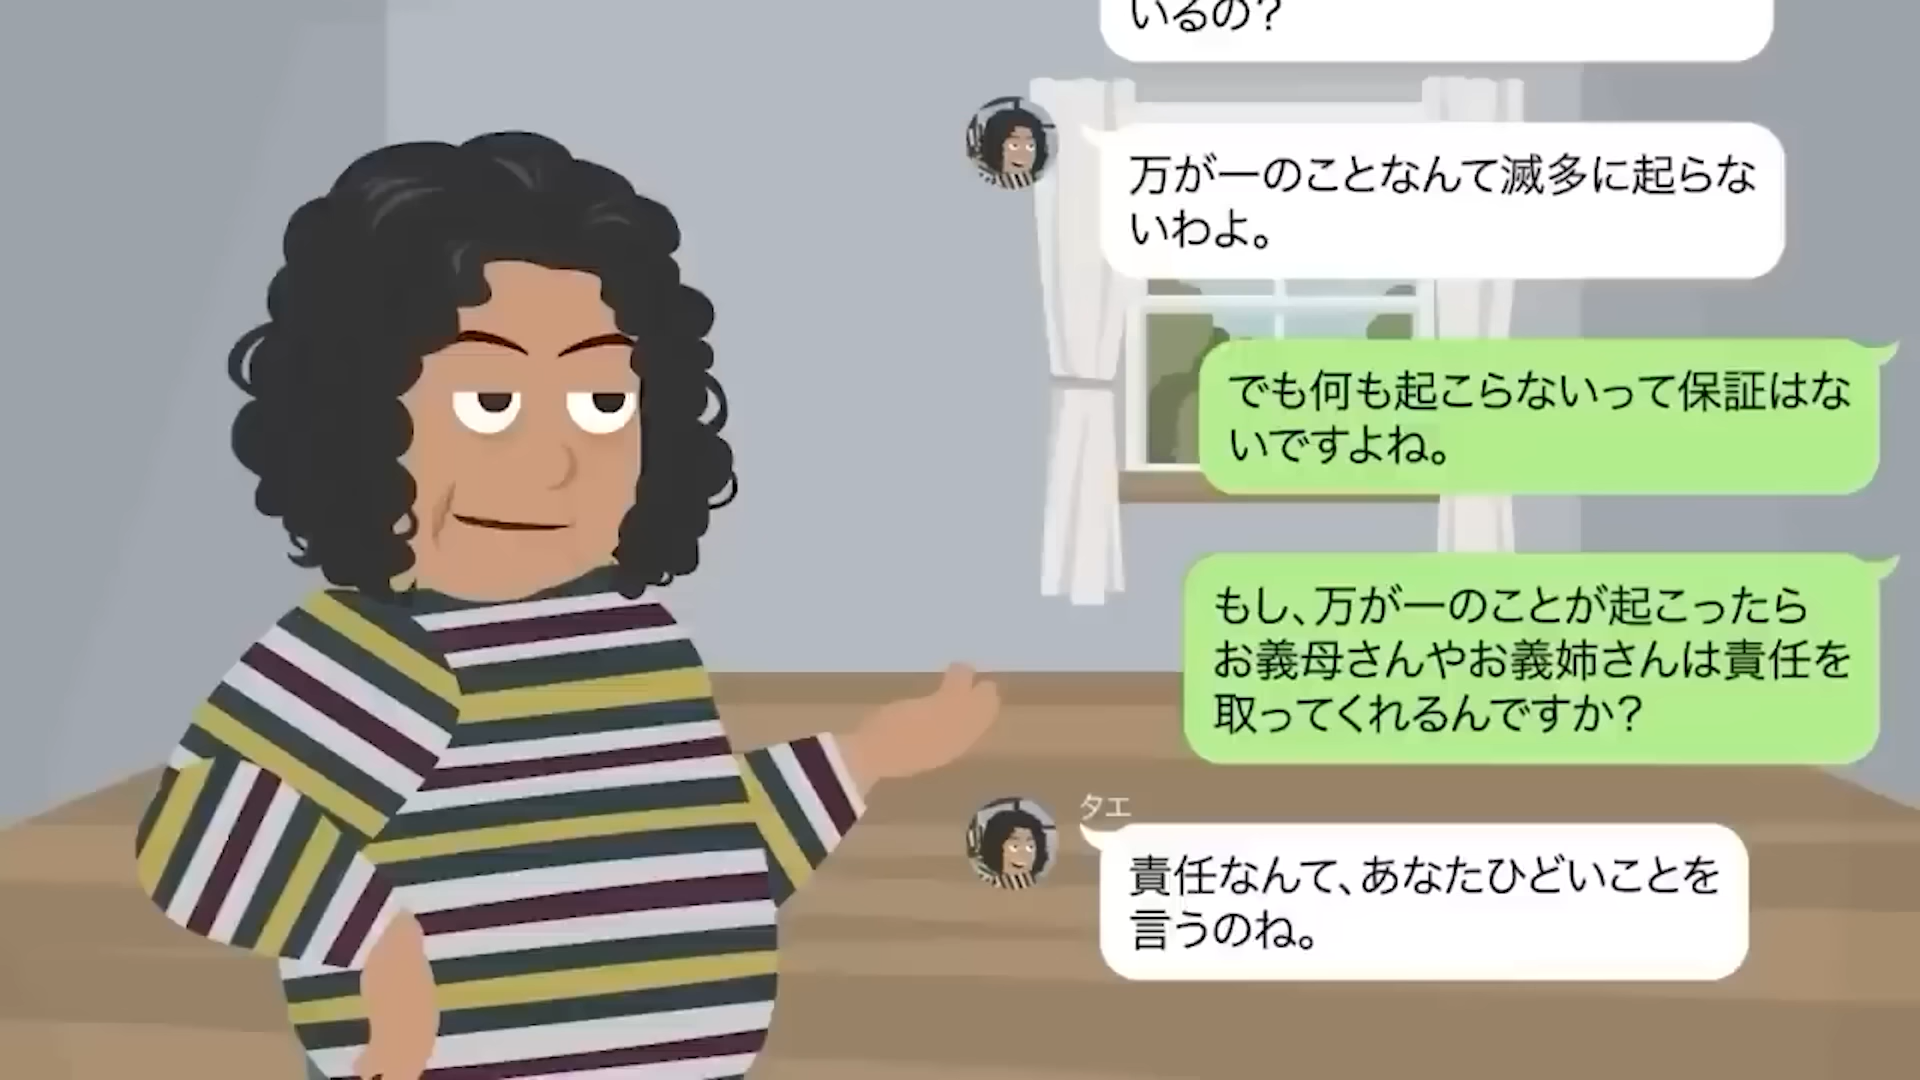 いるの？
万が一のことなんて滅多に起らな
いわよ。
でも何も起こらないって保証はな
いですよね。
もし、万が一のことが起こったら
お義母さんやお義姉さんは責任を
取ってくれるんですか？
タエ
責任なんて、あなたひどいことを
言うのね。